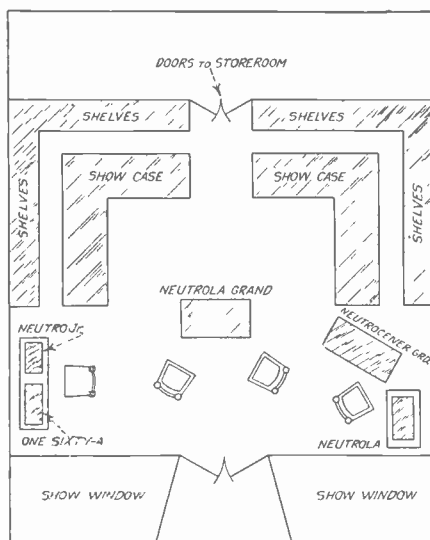 DOORS TO STOREROOM
SHELVES
SHELVES
SHOW CASE
SHOW CASE
SHELVES
SHELVES
NEUTROLA GRAND
NEUTROCENER GRD
NEUTRO Jr.
ONE SIXTY-A
NEUTROLA
SHOW WINDOW
SHOW WINDOW